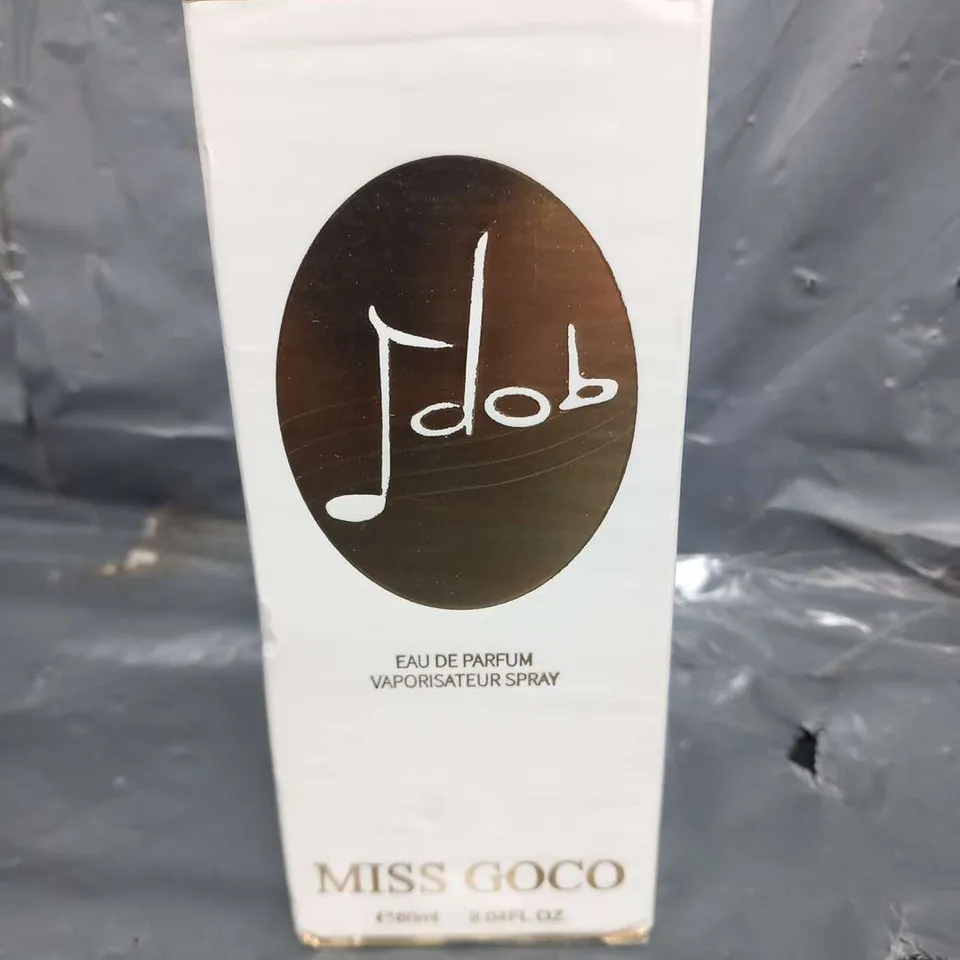 Jdob
EAU DE PARFUM
VAPORISATEUR SPRAY
MISS GOCO
℮60ml 2.04FL.OZ.